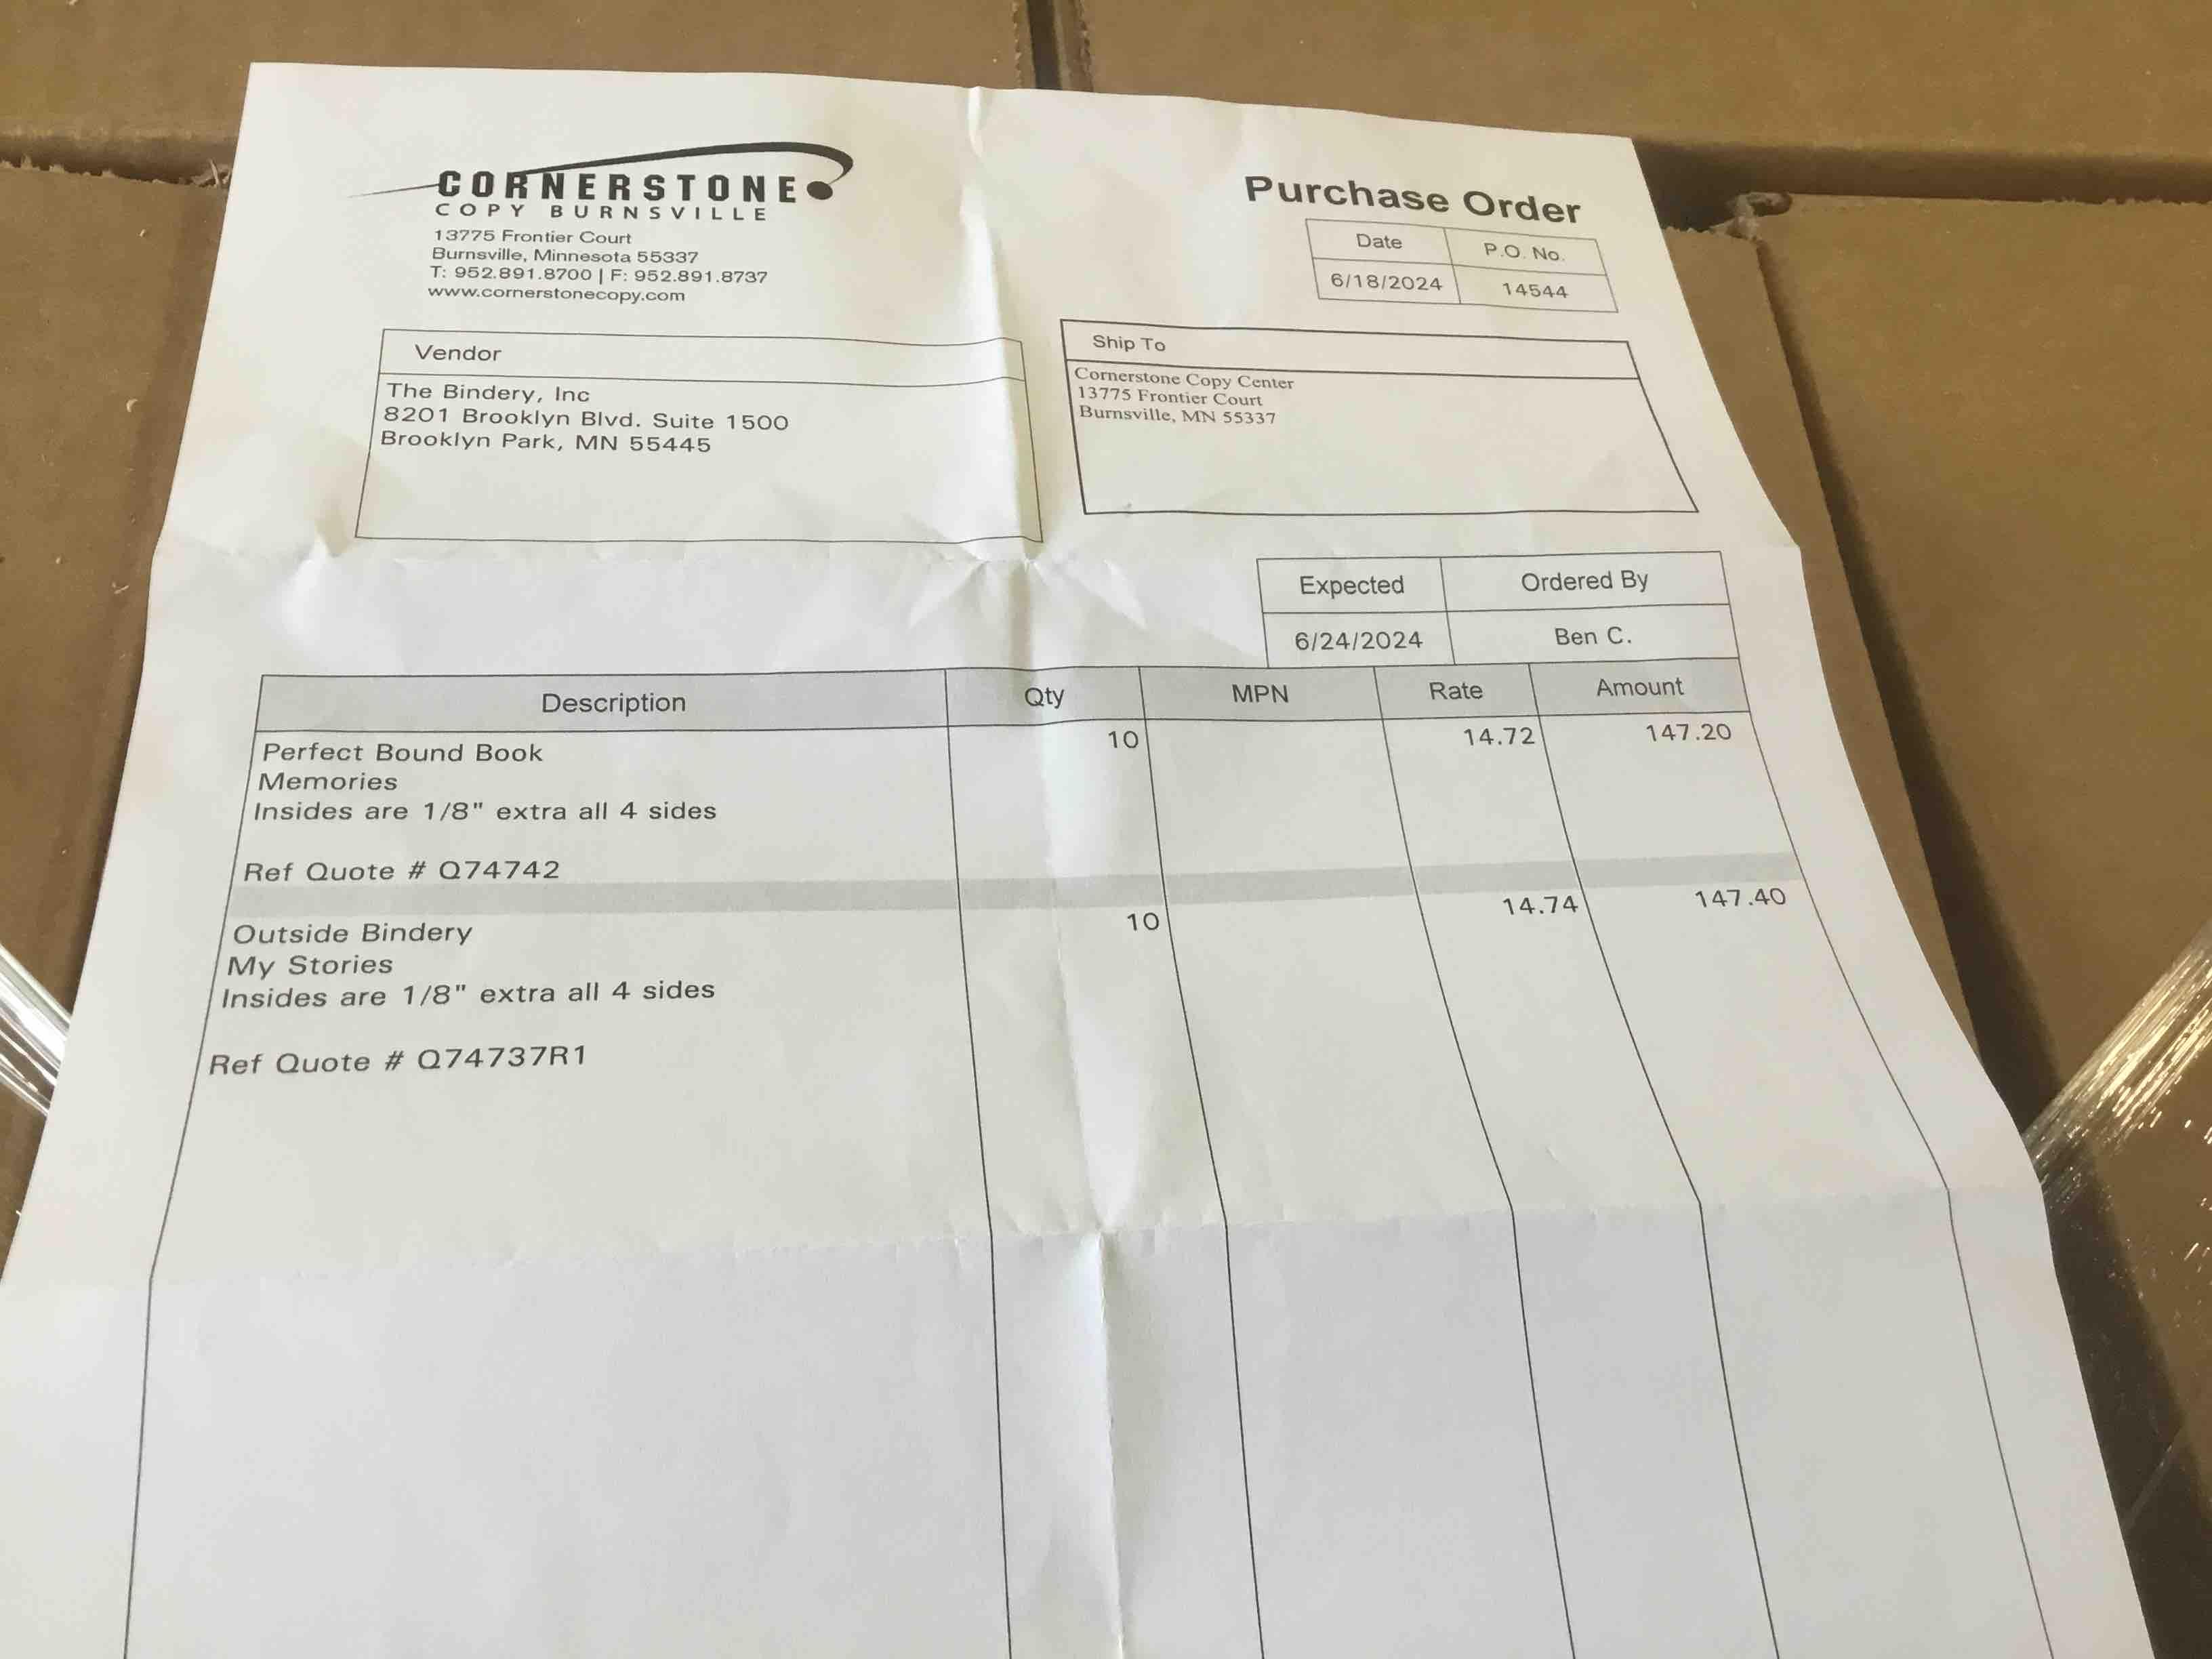 CORNERSTONE
COPY BURNSVILLE
13775 Frontier Court
Burnsville, Minnesota 55337
T: 952.891.8700 | F: 952.891.8737
www.cornerstonecopy.com
Purchase Order
Date P.O. No.
6/18/2024 14544
Vendor
The Bindery, Inc
8201 Brooklyn Blvd. Suite 1500
Brooklyn Park, MN 55445
Ship To
Cornerstone Copy Center
13775 Frontier Court
Burnsville, MN 55337
Expected Ordered By
6/24/2024 Ben C.
Description Qty MPN Rate Amount
Perfect Bound Book 10 14.72 147.20
Memories
Insides are 1/8" extra all 4 sides
Ref Quote # Q74742
Outside Bindery 10 14.74 147.40
My Stories
Insides are 1/8" extra all 4 sides
Ref Quote # Q74737R1